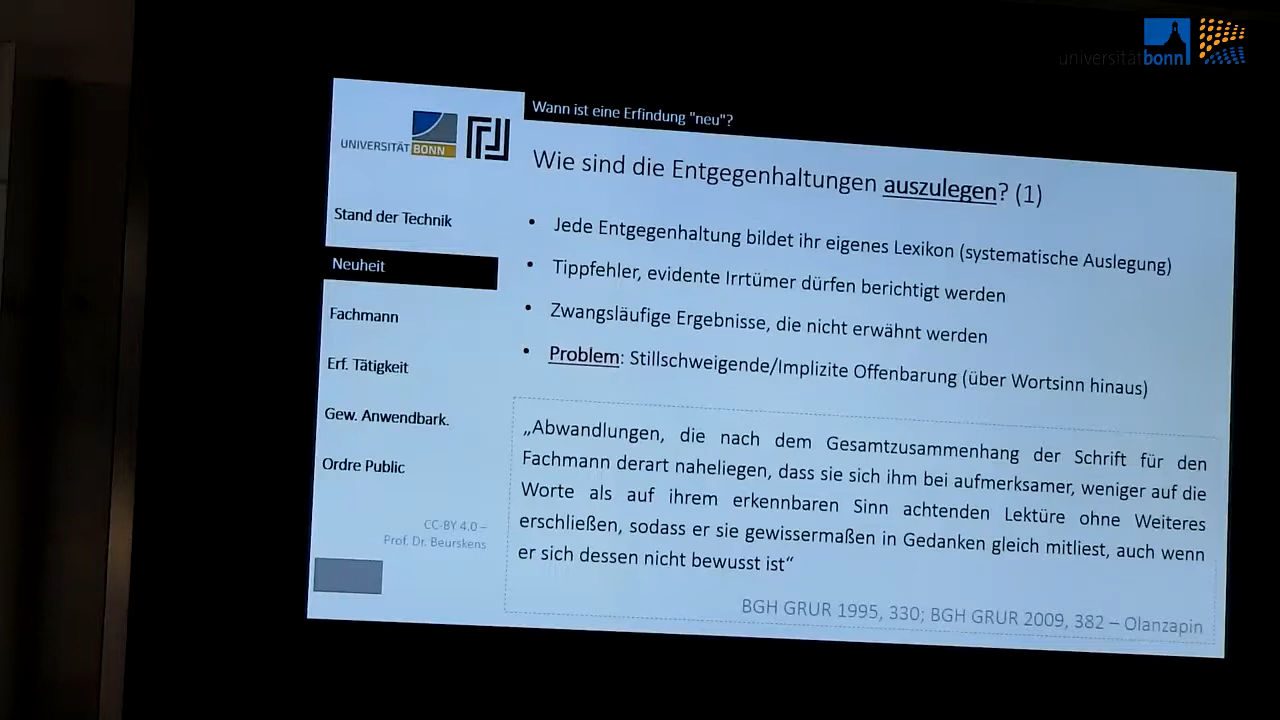 universitätbonn
Wann ist eine Erfindung "neu"?
UNIVERSITÄT BONN
Wie sind die Entgegenhaltungen auszulegen? (1)
Stand der Technik
Neuheit
Fachmann
Erf. Tätigkeit
Gew. Anwendbark.
Ordre Public
CC-BY 4.0 –
Prof. Dr. Beurskens
• Jede Entgegenhaltung bildet ihr eigenes Lexikon (systematische Auslegung)
• Tippfehler, evidente Irrtümer dürfen berichtigt werden
• Zwangsläufige Ergebnisse, die nicht erwähnt werden
• Problem: Stillschweigende/Implizite Offenbarung (über Wortsinn hinaus)
„Abwandlungen, die nach dem Gesamtzusammenhang der Schrift für den
Fachmann derart naheliegen, dass sie sich ihm bei aufmerksamer, weniger auf die
Worte als auf ihrem erkennbaren Sinn achtenden Lektüre ohne Weiteres
erschließen, sodass er sie gewissermaßen in Gedanken gleich mitliest, auch wenn
er sich dessen nicht bewusst ist“
BGH GRUR 1995, 330; BGH GRUR 2009, 382 – Olanzapin